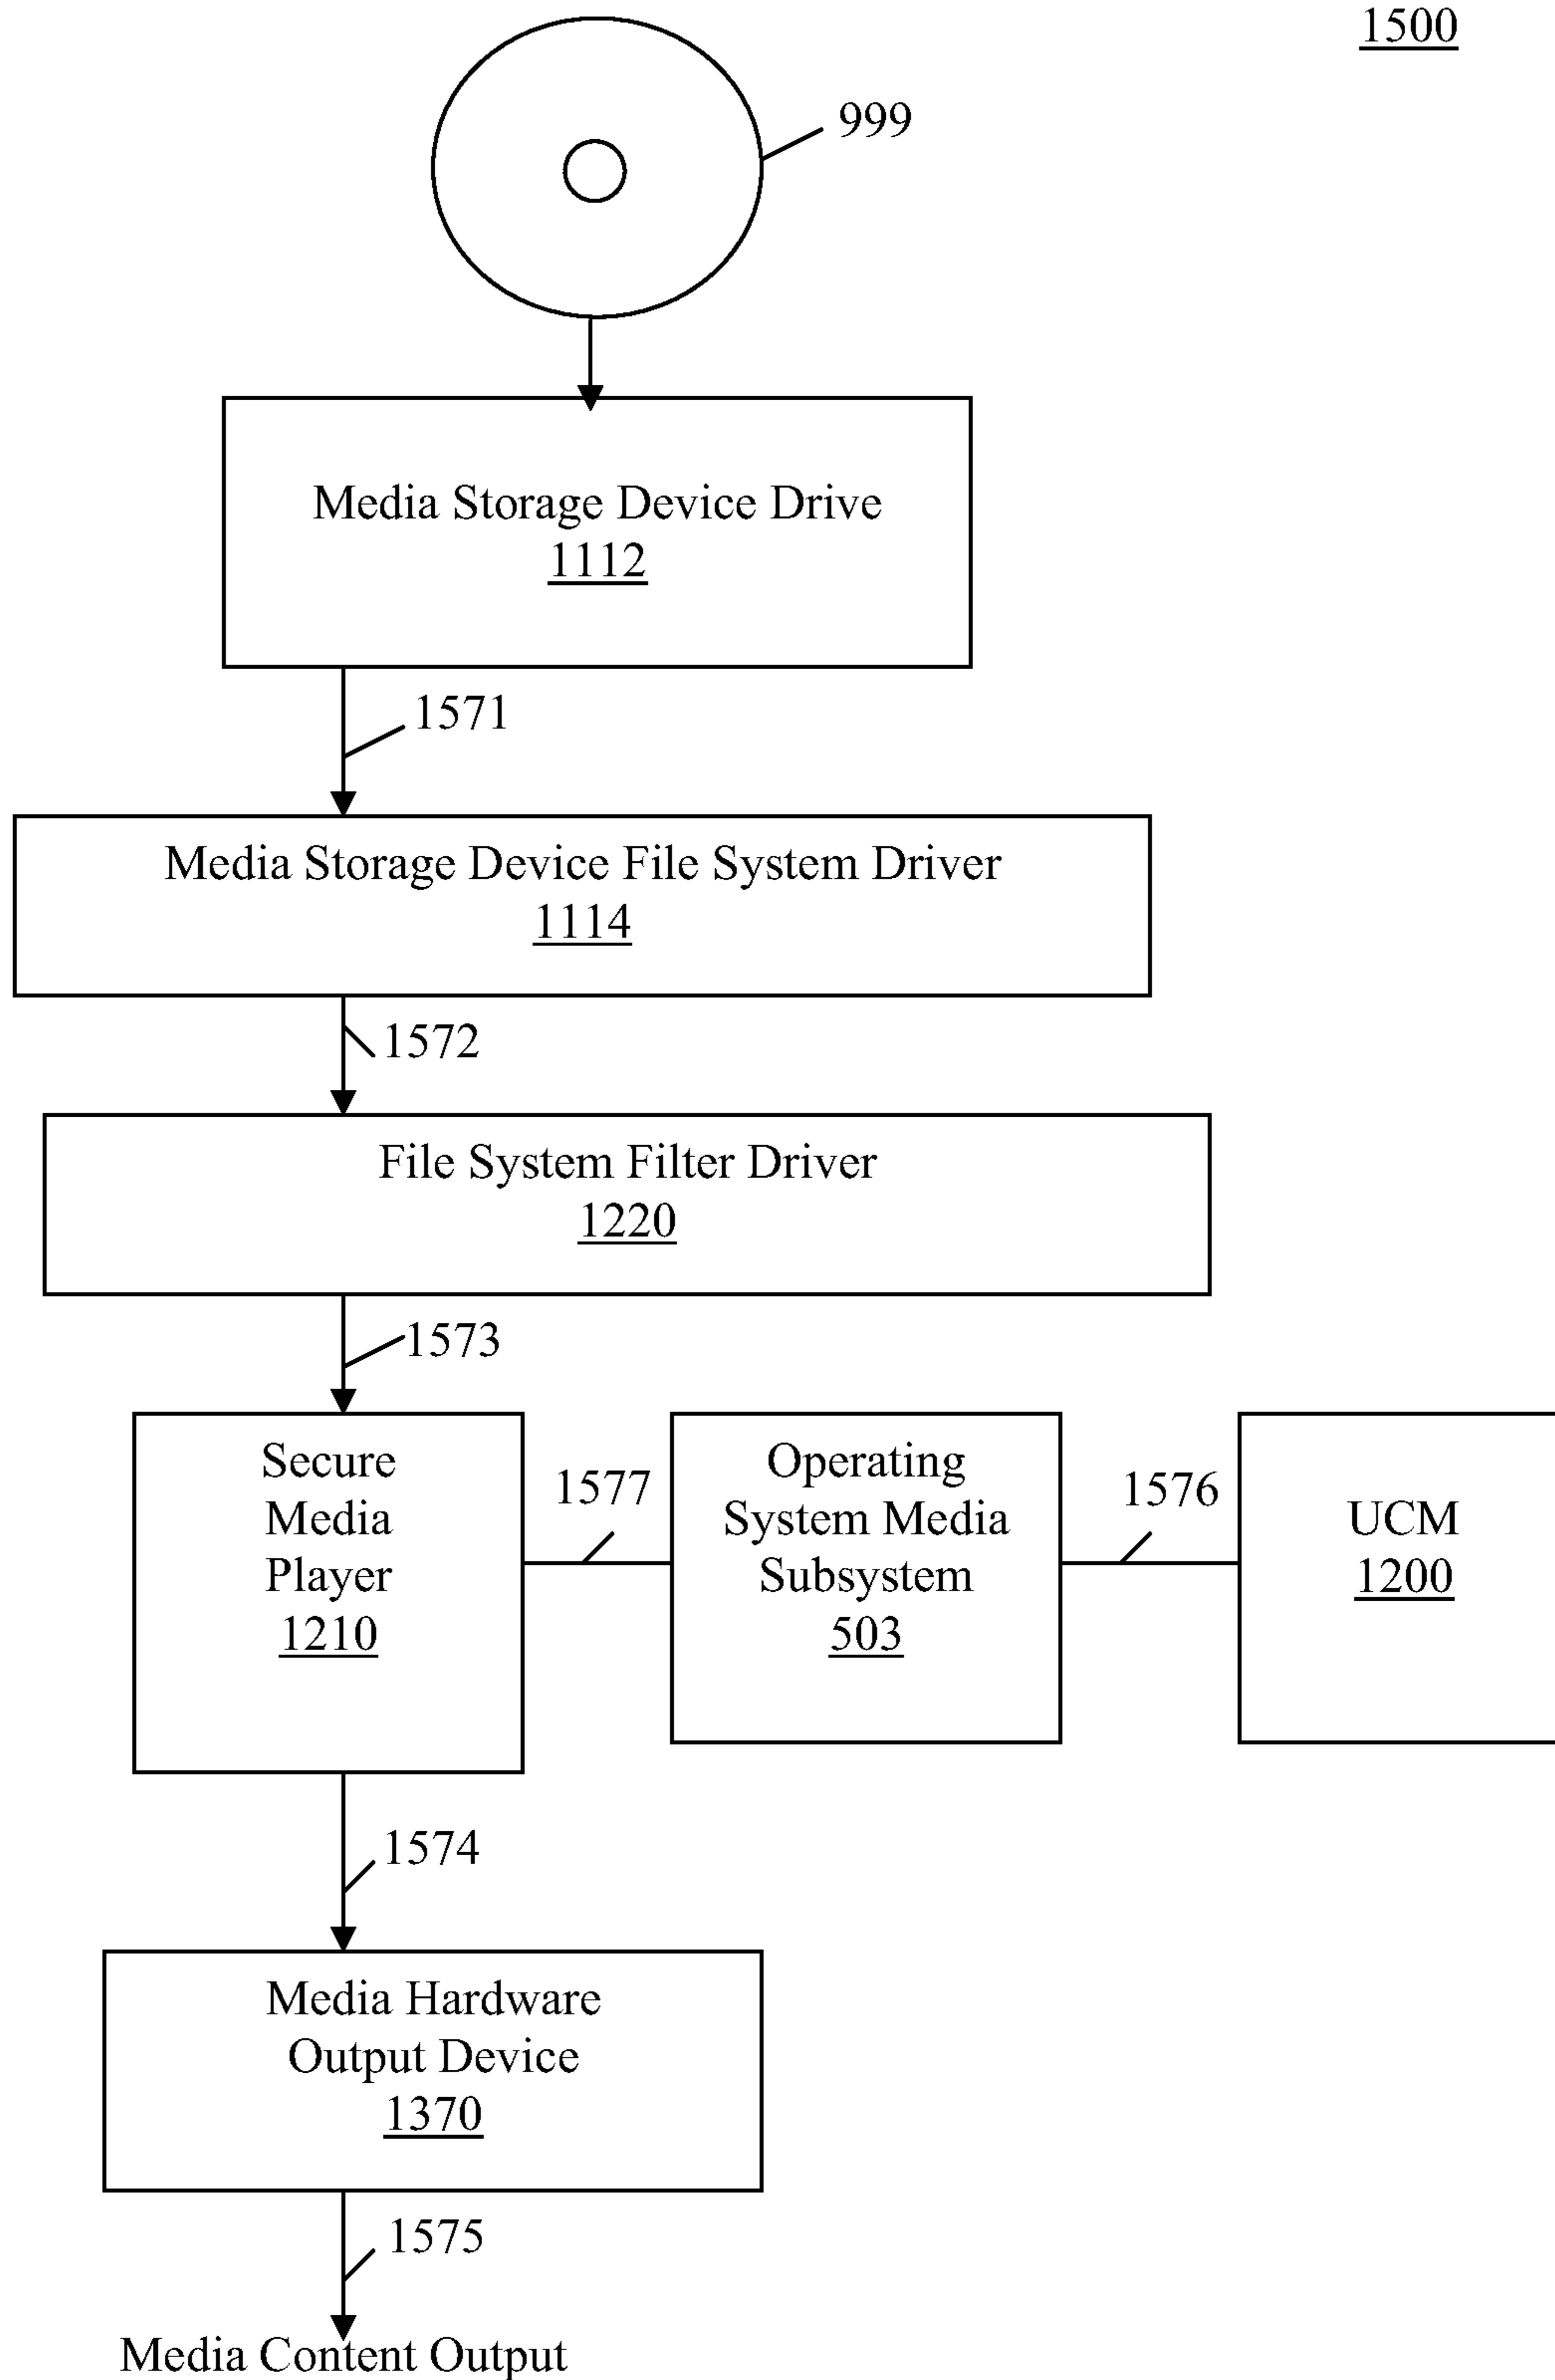 1500
999
Media Storage Device Drive
1112
1571
Media Storage Device File System Driver
1114
1572
File System Filter Driver
1220
1573
Secure
Media
Player
1210
1577
Operating
System Media
Subsystem
503
1576
UCM
1200
1574
Media Hardware
Output Device
1370
1575
Media Content Output